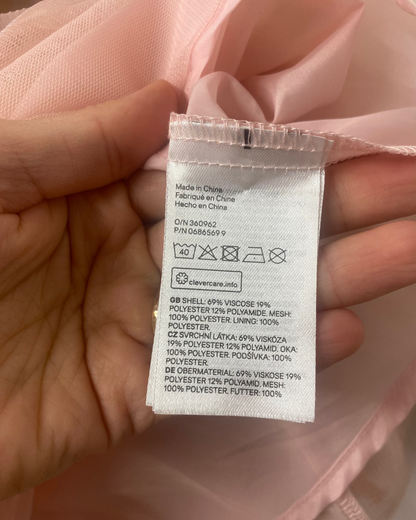 Made in China
Fabriqué en Chine
Hecho en China
O/N 360962
P/N 0686569 9
40
clevercare.info
GB SHELL: 69% VISCOSE 19%
POLYESTER 12% POLYAMIDE. MESH:
100% POLYESTER. LINING: 100%
POLYESTER.
CZ SVRCHNÍ LÁTKA: 69% VISKÓZA
19% POLYESTER 12% POLYAMID. OKA:
100% POLYESTER. PODŠÍVKA: 100%
POLYESTER.
DE OBERMATERIAL: 69% VISKOSE 19%
POLYESTER 12% POLYAMID. MESH:
100% POLYESTER. FUTTER: 100%